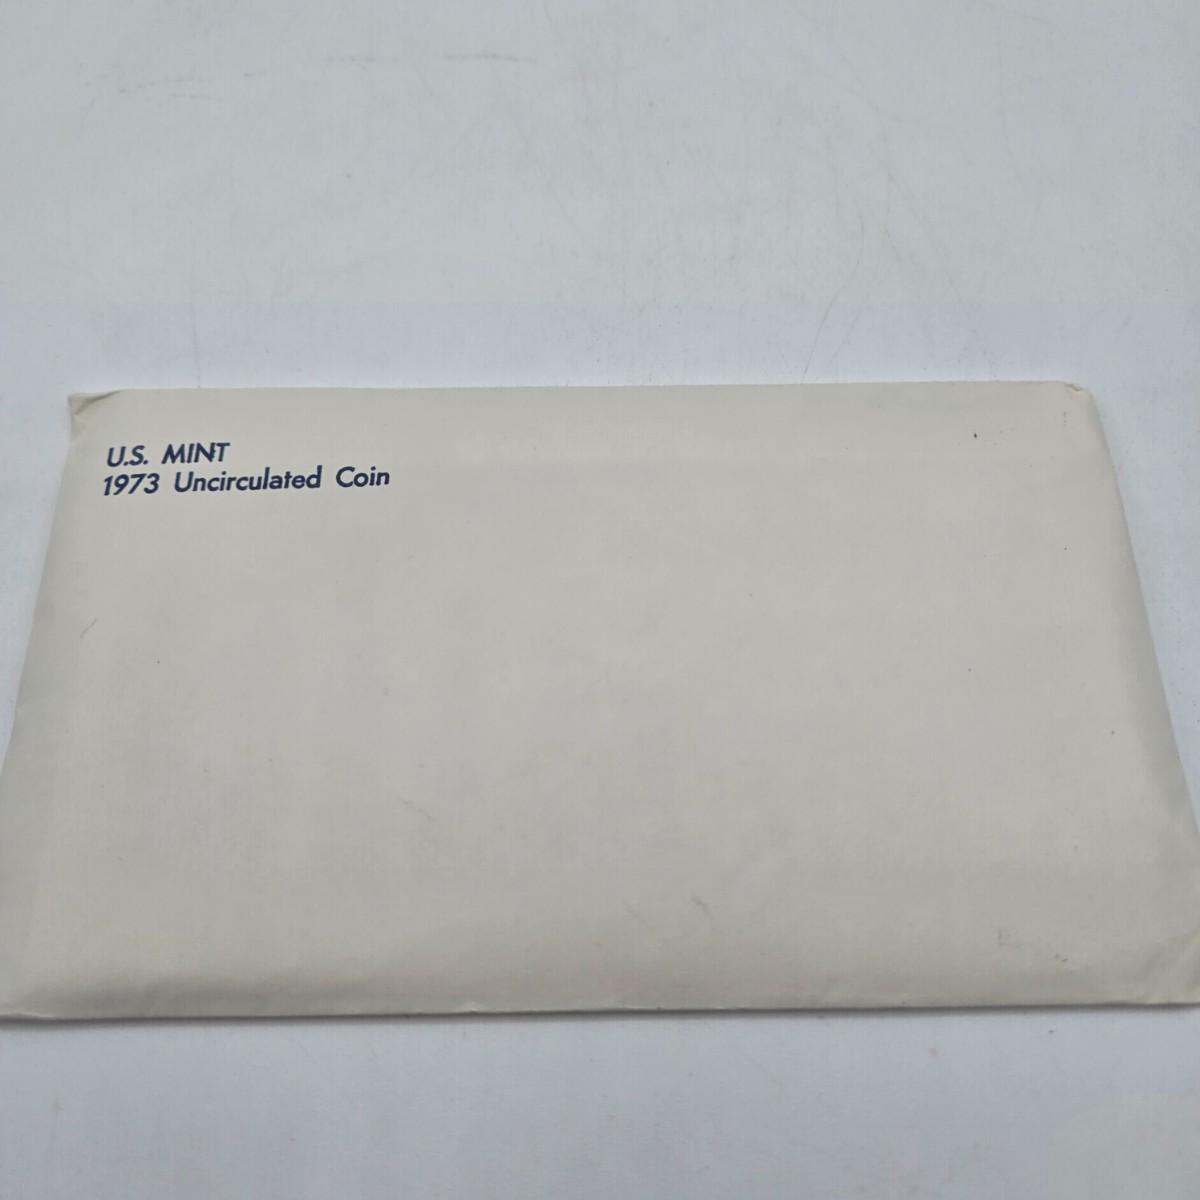 U.S. MINT
1973 Uncirculated Coin